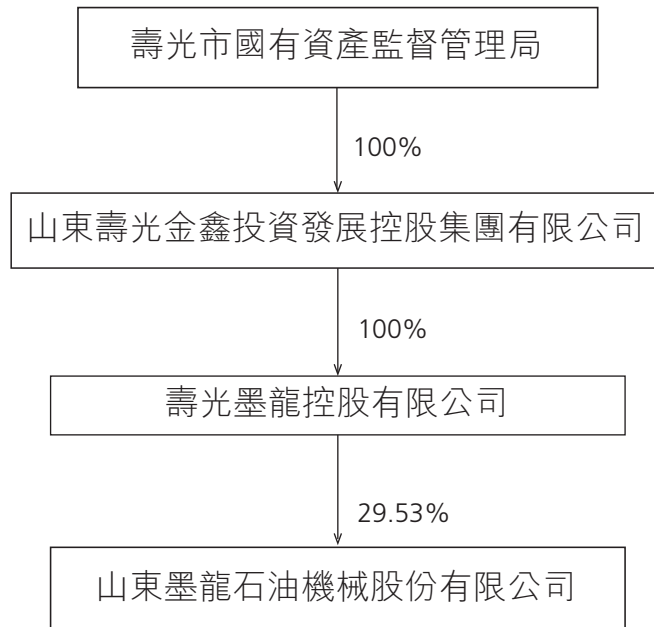 壽光市國有資產監督管理局
100%
山東壽光金鑫投資發展控股集團有限公司
100%
壽光墨龍控股有限公司
29.53%
山東墨龍石油機械股份有限公司